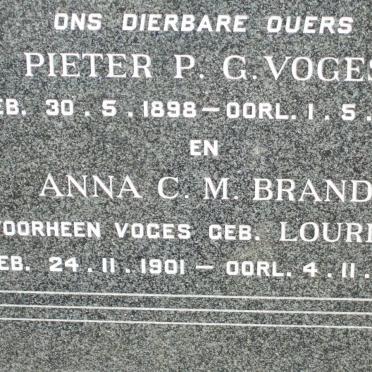 ONS DIERBARE OUERS
PIETER P. G. VOGES
EB. 30.5.1898 — OORL. 1.5.
EN
ANNA C. M. BRAND
VOORHEEN VOGES GEB. LOUR
EB. 24.11.1901 — OORL. 4.11.